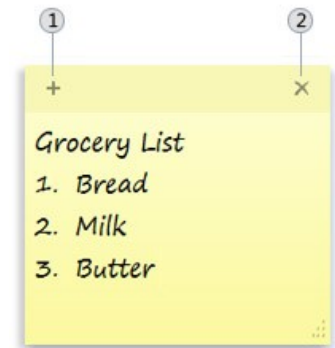 1 2
+ ×
Grocery List
1. Bread
2. Milk
3. Butter